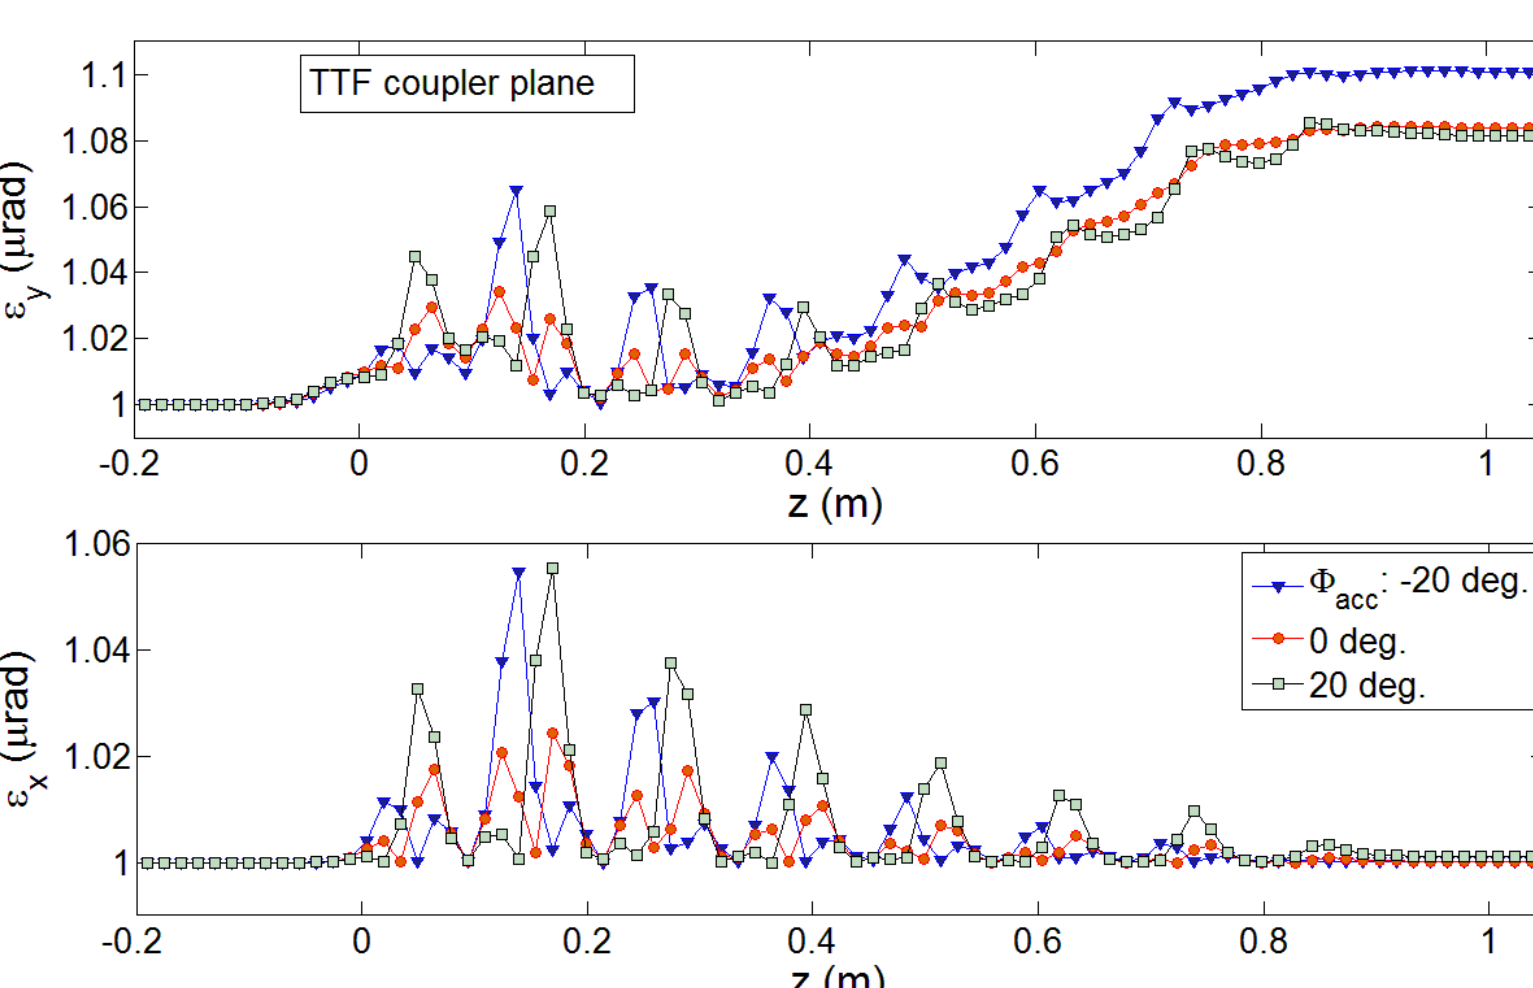 TTF coupler plane
1.1
1.08
1.06
1.04
1.02
1
εy (μrad)
-0.2 0 0.2 0.4 0.6 0.8 1
z (m)
1.06
1.04
1.02
1
εx (μrad)
Φacc: -20 deg.
0 deg.
20 deg.
-0.2 0 0.2 0.4 0.6 0.8 1
z (m)